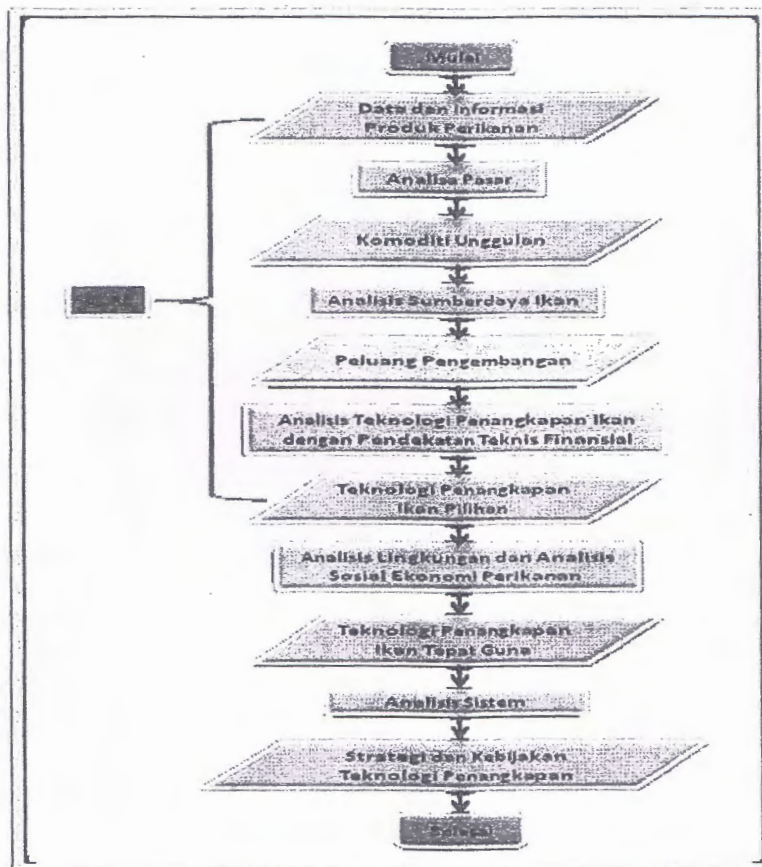 Mulai
Data dan Informasi
Produk Perikanan
Analisa Pasar
Komoditi Unggulan
Analisis Sumberdaya Ikan
Peluang Pengembangan
Analisis Teknologi Penangkapan Ikan
dengan Pendekatan Teknis Finansial
Teknologi Penangkapan
Ikan Pilihan
Analisis Lingkungan dan Analisis
Sosial Ekonomi Perikanan
Teknologi Penangkapan
Ikan Tepat Guna
Analisis Sistem
Strategi dan Kebijakan
Teknologi Penangkapan
Selesai